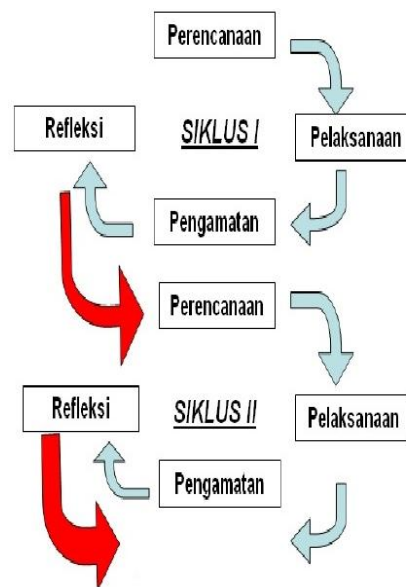 Perencanaan
Refleksi
SIKLUS I
Pelaksanaan
Pengamatan
Perencanaan
Refleksi
SIKLUS II
Pelaksanaan
Pengamatan